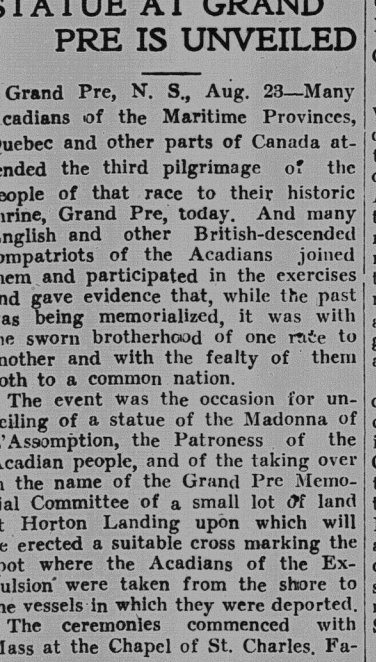 STATUE AT GRAND
PRE IS UNVEILED
Grand Pre, N. S., Aug. 23—Many
cadians of the Maritime Provinces,
uebec and other parts of Canada at-
ended the third pilgrimage of the
eople of that race to their historic
hrine, Grand Pre, today. And many
nglish and other British-descended
ompatriots of the Acadians joined
hem and participated in the exercises
nd gave evidence that, while the past
as being memorialized, it was with
he sworn brotherhood of one race to
nother and with the fealty of them
oth to a common nation.
The event was the occasion for un-
eiling of a statue of the Madonna of
'Assomption, the Patroness of the
cadian people, and of the taking over
n the name of the Grand Pre Memo-
ial Committee of a small lot of land
t Horton Landing upon which will
e erected a suitable cross marking the
pot where the Acadians of the Ex-
ulsion were taken from the shore to
he vessels in which they were deported.
The ceremonies commenced with
Mass at the Chapel of St. Charles. Fa-